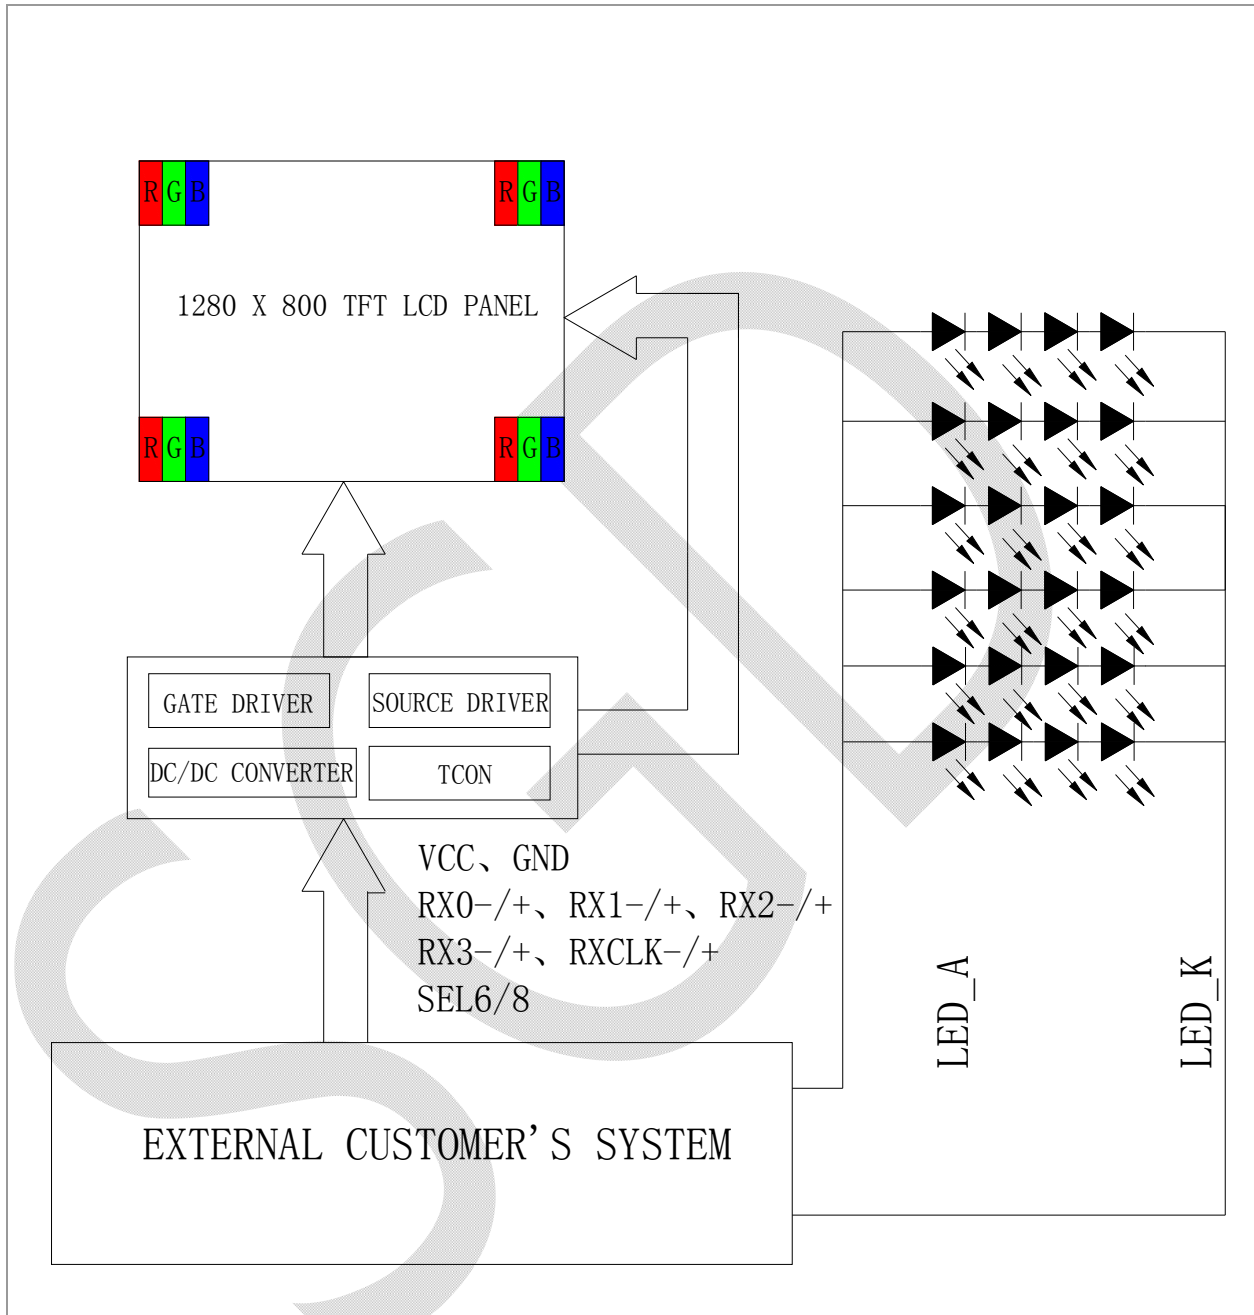 R G B
R G B
1280 X 800 TFT LCD PANEL
R G B
R G B
GATE DRIVER
SOURCE DRIVER
DC/DC CONVERTER
TCON
VCC、GND
RX0-/+、RX1-/+、RX2-/+
RX3-/+、RXCLK-/+
SEL6/8
LED_A
LED_K
EXTERNAL CUSTOMER'S SYSTEM